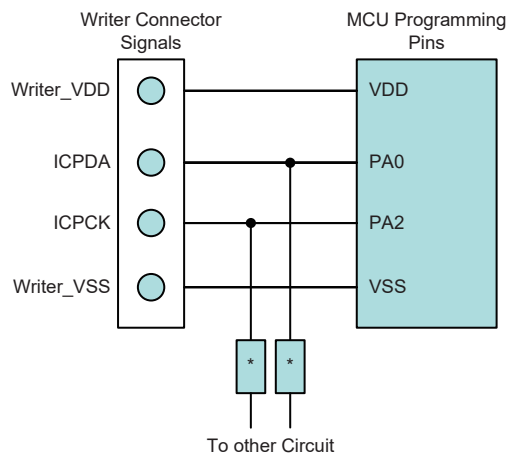 Writer Connector
Signals
MCU Programming
Pins
Writer_VDD
VDD
ICPDA
PA0
ICPCK
PA2
Writer_VSS
VSS
* *
To other Circuit